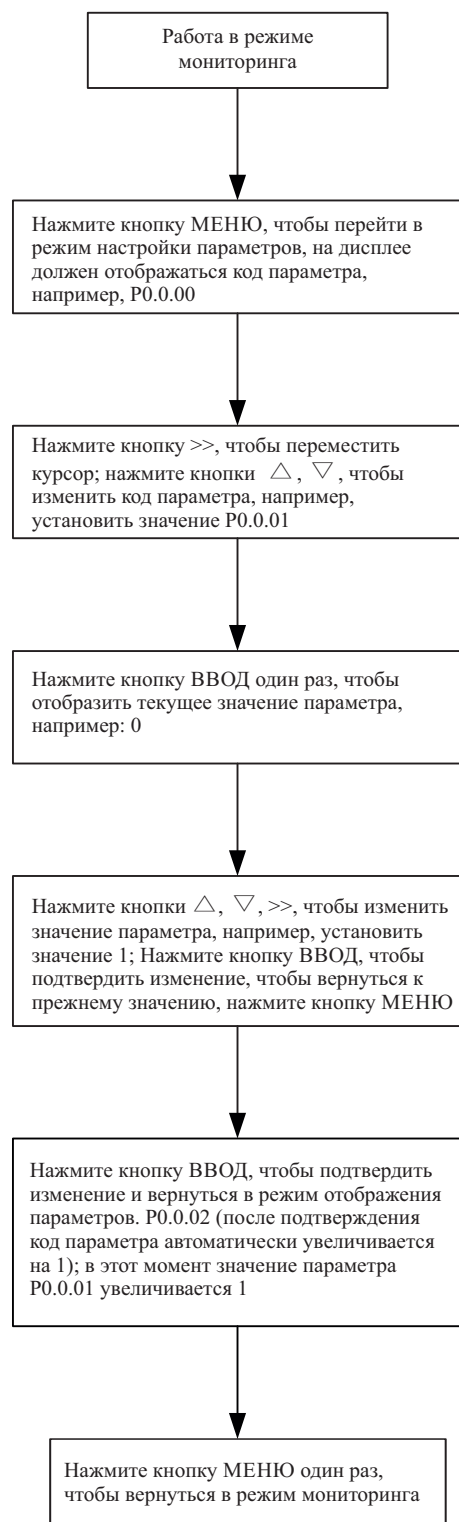 Работа в режиме
мониторинга
Нажмите кнопку МЕНЮ, чтобы перейти в
режим настройки параметров, на дисплее
должен отображаться код параметра,
например, P0.0.00
Нажмите кнопку >>, чтобы переместить
курсор; нажмите кнопки △, ▽, чтобы
изменить код параметра, например,
установить значение P0.0.01
Нажмите кнопку ВВОД один раз, чтобы
отобразить текущее значение параметра,
например: 0
Нажмите кнопки △, ▽, >>, чтобы изменить
значение параметра, например, установить
значение 1; Нажмите кнопку ВВОД, чтобы
подтвердить изменение, чтобы вернуться к
прежнему значению, нажмите кнопку МЕНЮ
Нажмите кнопку ВВОД, чтобы подтвердить
изменение и вернуться в режим отображения
параметров. P0.0.02 (после подтверждения
код параметра автоматически увеличивается
на 1); в этот момент значение параметра
P0.0.01 увеличивается 1
Нажмите кнопку МЕНЮ один раз,
чтобы вернуться в режим мониторинга